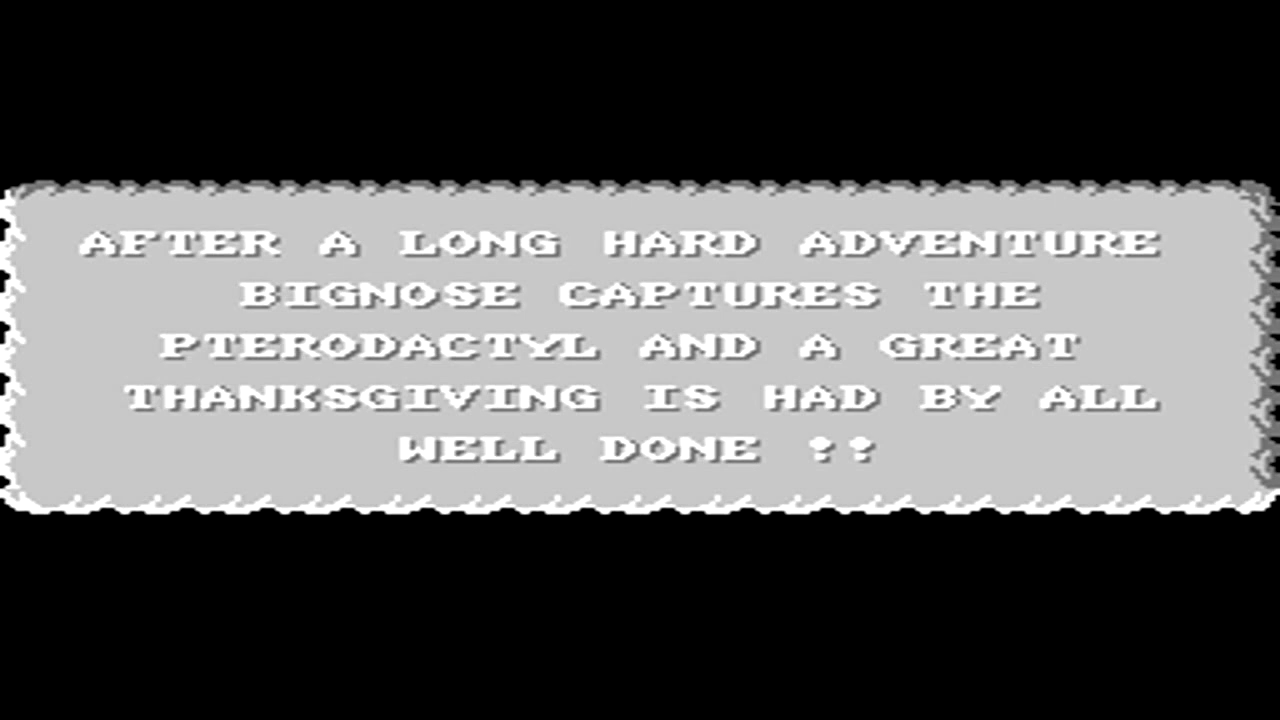 AFTER A LONG HARD ADVENTURE
BIGNOSE CAPTURES THE
PTERODACTYL AND A GREAT
THANKSGIVING IS HAD BY ALL
WELL DONE !!